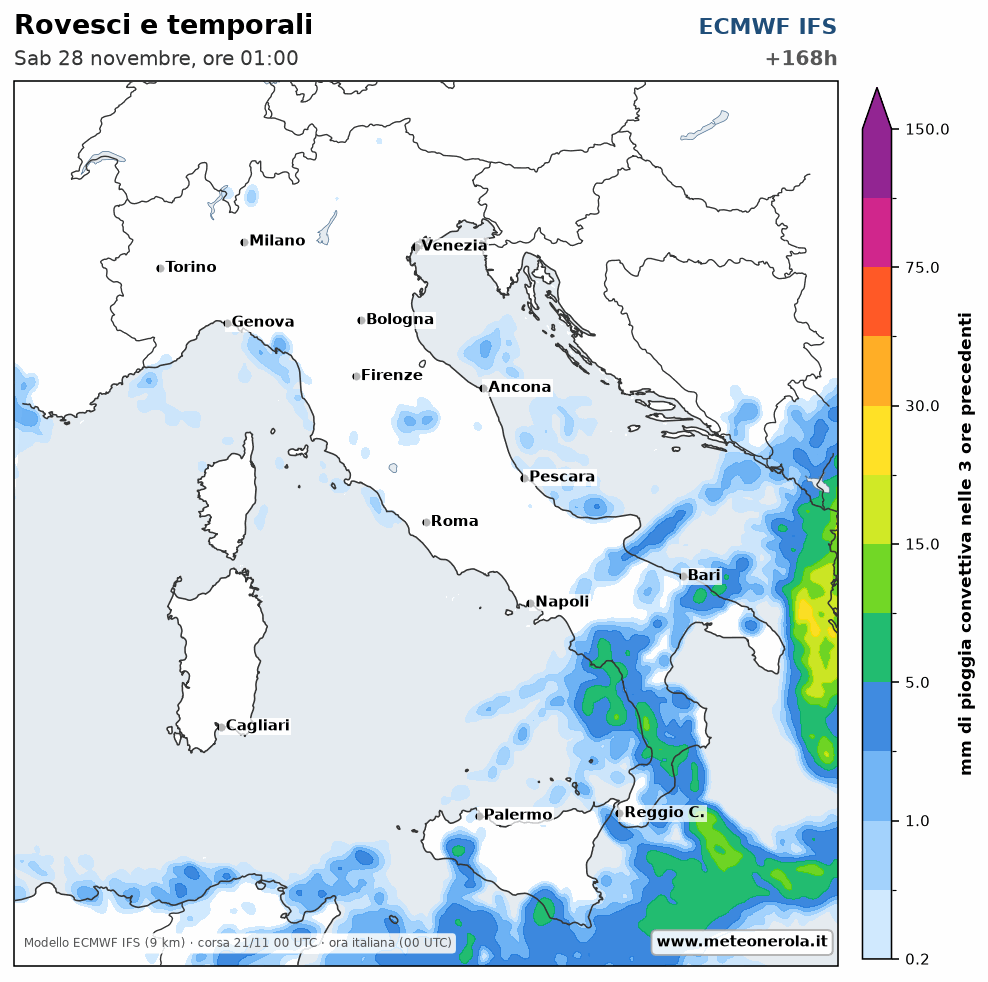 Rovesci e temporali
ECMWF IFS
Sab 28 novembre, ore 01:00
+168h
150.0
75.0
30.0
15.0
5.0
1.0
0.2
mm di pioggia convettiva nelle 3 ore precedenti
Milano
Venezia
Torino
Genova
Bologna
Firenze
Ancona
Pescara
Roma
Bari
Napoli
Cagliari
Palermo
Reggio C.
Modello ECMWF IFS (9 km) · corsa 21/11 00 UTC · ora italiana (00 UTC)
www.meteonerola.it